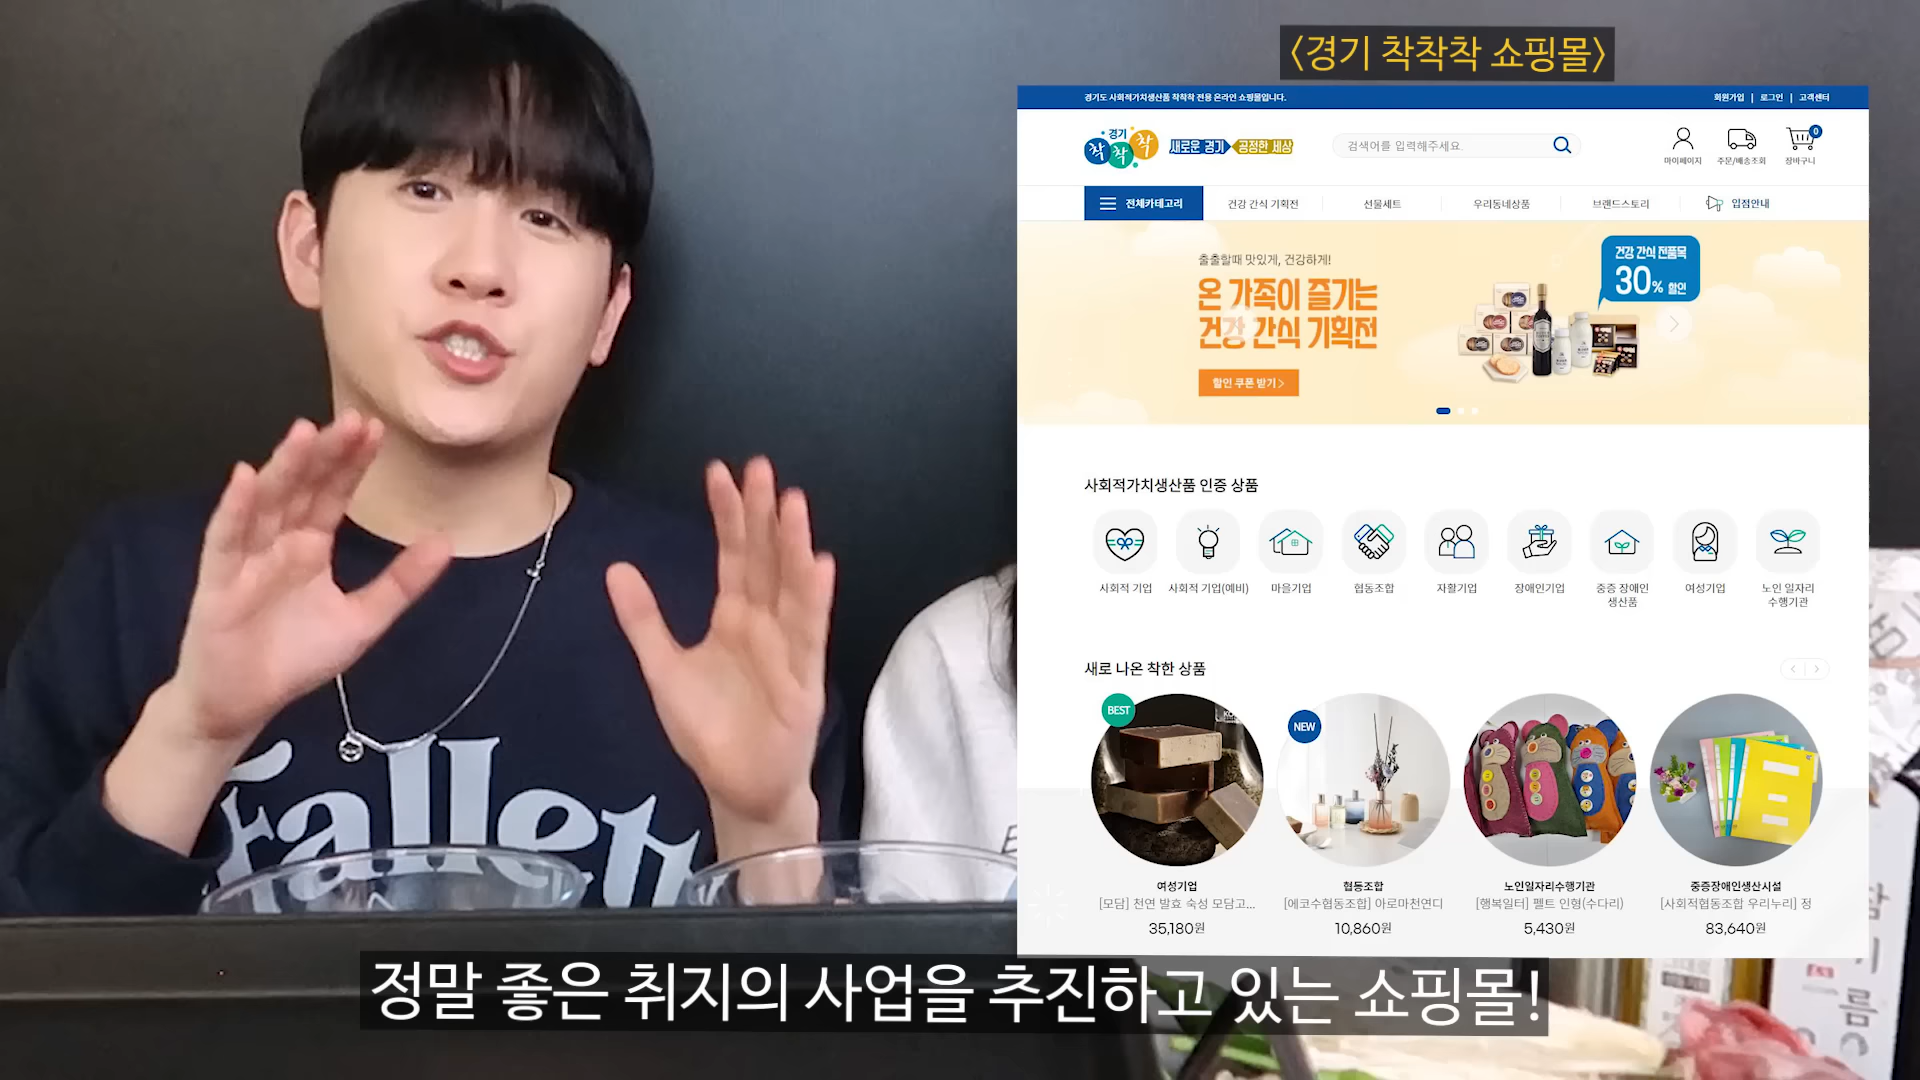 <경기 착착착 쇼핑몰>
경기도 사회적가치생산품 착착착 전용 온라인 쇼핑몰입니다.
회원가입 | 로그인 | 고객센터
경기
착착착
새로운 경기 공정한 세상
검색어를 입력해주세요.
0
마이페이지 주문/배송조회 장바구니
전체카테고리 건강 간식 기획전 선물세트 우리동네상품 브랜드스토리 입점안내
출출할때 맛있게, 건강하게!
온 가족이 즐기는
건강 간식 기획전
할인 쿠폰 받기 >
건강 간식 전품목
30% 할인
사회적가치생산품 인증 상품
사회적 기업 사회적 기업(예비) 마을기업 협동조합 자활기업 장애인기업 중증 장애인 생산품 여성기업 노인 일자리 수행기관
새로 나온 착한 상품
BEST
NEW
여성기업
[모담] 천연 발효 숙성 모담고...
35,180원
협동조합
[에코수협동조합] 아로마천연디
10,860원
노인일자리수행기관
[행복일터] 펠트 인형(수다리)
5,430원
중증장애인생산시설
[사회적협동조합 우리누리] 정
83,640원
Fallett
참기름
정말 좋은 취지의 사업을 추진하고 있는 쇼핑몰!